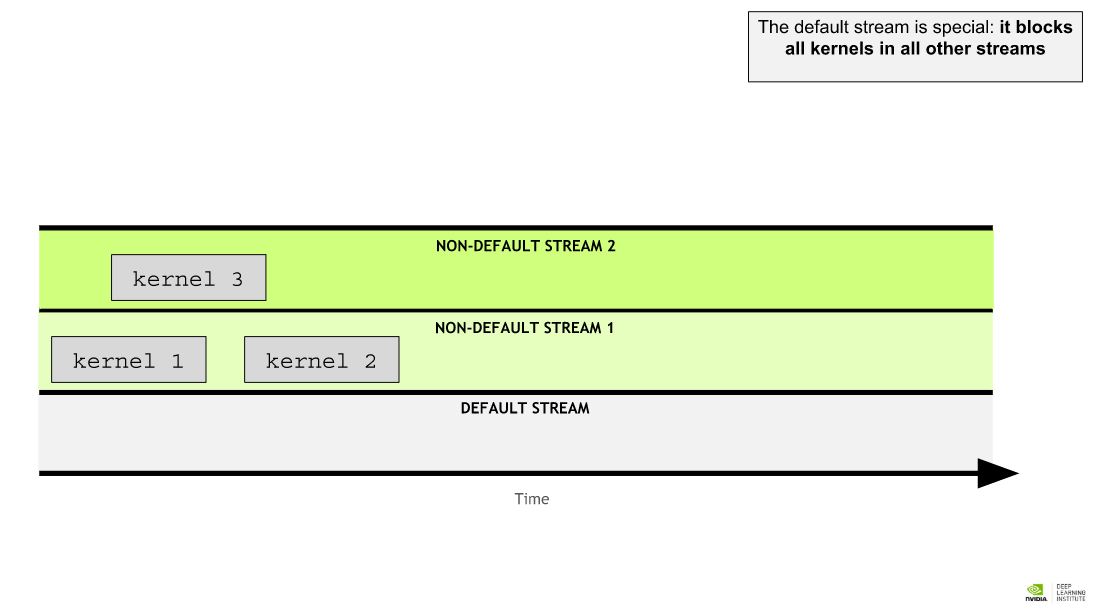 The default stream is special: it blocks
all kernels in all other streams
NON-DEFAULT STREAM 2
kernel 3
NON-DEFAULT STREAM 1
kernel 1
kernel 2
DEFAULT STREAM
Time
NVIDIA.
DEEP
LEARNING
INSTITUTE